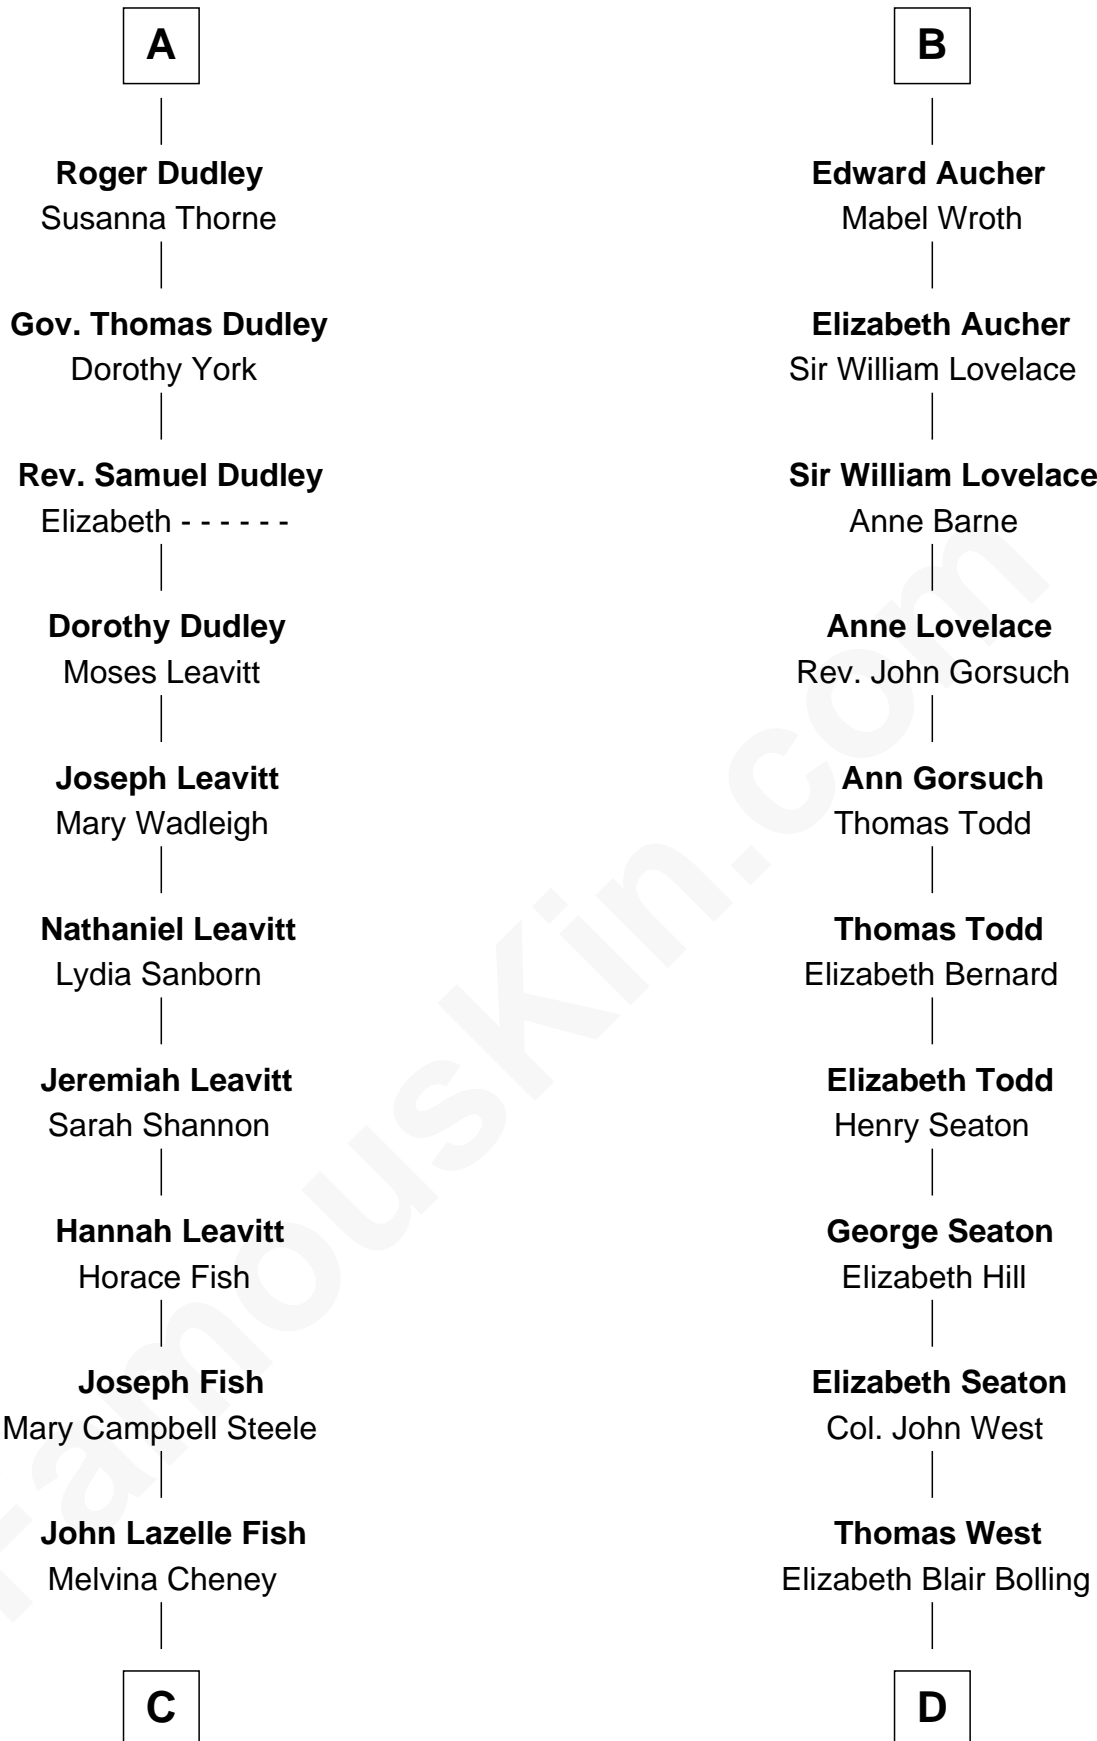 A
Roger Dudley
Susanna Thorne
Gov. Thomas Dudley
Dorothy York
Rev. Samuel Dudley
Elizabeth - - - - - -
Dorothy Dudley
Moses Leavitt
Joseph Leavitt
Mary Wadleigh
Nathaniel Leavitt
Lydia Sanborn
Jeremiah Leavitt
Sarah Shannon
Hannah Leavitt
Horace Fish
Joseph Fish
Mary Campbell Steele
John Lazelle Fish
Melvina Cheney
C
B
Edward Aucher
Mabel Wroth
Elizabeth Aucher
Sir William Lovelace
Sir William Lovelace
Anne Barne
Anne Lovelace
Rev. John Gorsuch
Ann Gorsuch
Thomas Todd
Thomas Todd
Elizabeth Bernard
Elizabeth Todd
Henry Seaton
George Seaton
Elizabeth Hill
Elizabeth Seaton
Col. John West
Thomas West
Elizabeth Blair Bolling
D
FamousKin.com